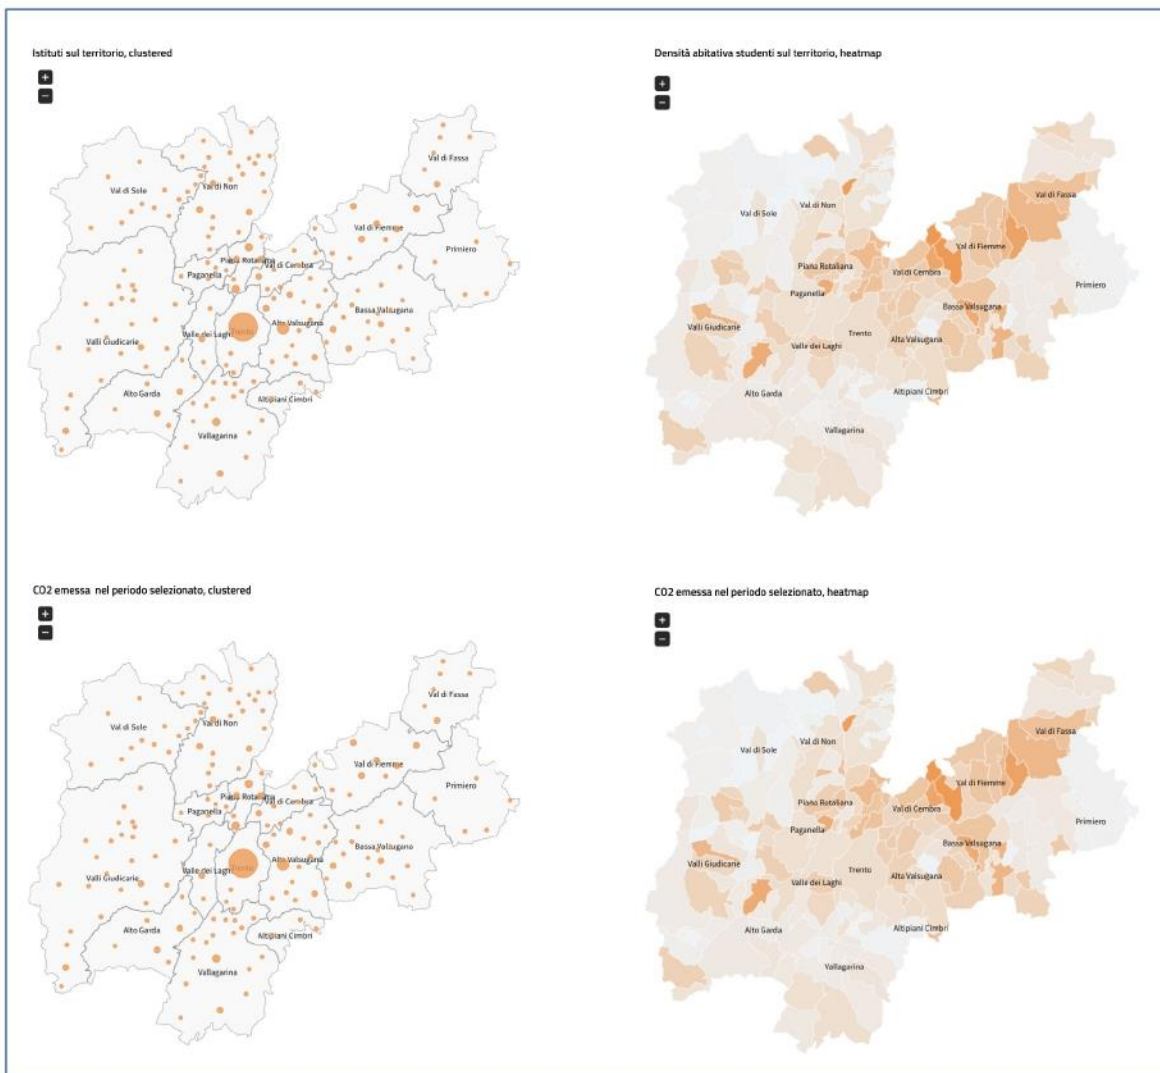 Istituti sul territorio, clustered
+
−
Val di Fassa
Val di Sole
Val di Non
Val di Fiemme
Primiero
Piana Rotaliana
Val di Cembra
Paganella
Bassa Valsugana
Trento
Alta Valsugana
Valle dei Laghi
Valli Giudicarie
Alto Garda
Altipiani Cimbri
Vallagarina
Densità abitativa studenti sul territorio, heatmap
+
−
Val di Fassa
Val di Non
Val di Sole
Val di Fiemme
Piana Rotaliana
Val di Cembra
Primiero
Paganella
Bassa Valsugana
Valli Giudicarie
Trento
Valle dei Laghi
Alta Valsugana
Alto Garda
Altipiani Cimbri
Vallagarina
CO2 emessa nel periodo selezionato, clustered
+
−
Val di Fassa
Val di Sole
Val di Non
Val di Fiemme
Primiero
Piana Rotaliana
Val di Cembra
Paganella
Bassa Valsugana
Trento
Alta Valsugana
Valle dei Laghi
Valli Giudicarie
Alto Garda
Altipiani Cimbri
Vallagarina
CO2 emessa nel periodo selezionato, heatmap
+
−
Val di Fassa
Val di Non
Val di Sole
Val di Fiemme
Piana Rotaliana
Val di Cembra
Primiero
Paganella
Bassa Valsugana
Valli Giudicarie
Trento
Valle dei Laghi
Alta Valsugana
Alto Garda
Altipiani Cimbri
Vallagarina